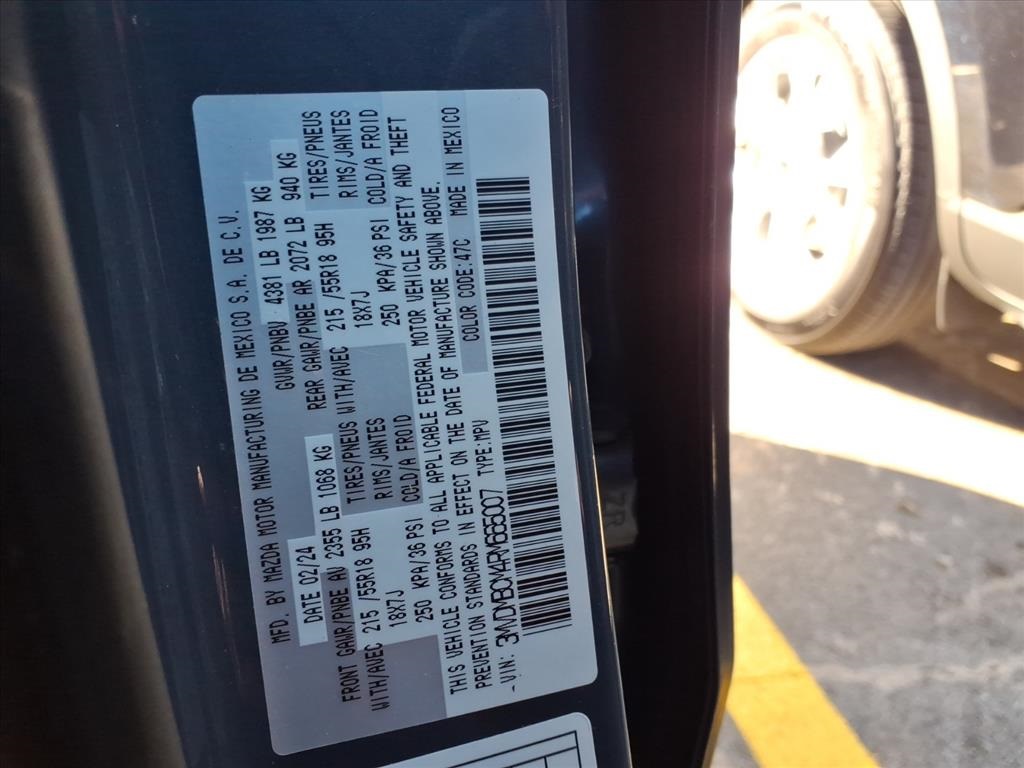 MFD. BY MAZDA MOTOR MANUFACTURING DE MEXICO S.A. DE C.V.
DATE 02/24 GVWR/PNBV 4381 LB 1987 KG
FRONT GAWR/PNBE AV 2355 LB 1068 KG REAR GAWR/PNBE AR 2072 LB 940 KG
WITH/AVEC 215 /55R18 95H TIRES/PNEUS WITH/AVEC 215 /55R18 95H TIRES/PNEUS
18X7J RIMS/JANTES 18X7J RIMS/JANTES
250 KPA/36 PSI COLD/A FROID 250 KPA/36 PSI COLD/A FROID
THIS VEHICLE CONFORMS TO ALL APPLICABLE FEDERAL MOTOR VEHICLE SAFETY AND THEFT
PREVENTION STANDARDS IN EFFECT ON THE DATE OF MANUFACTURE SHOWN ABOVE.
VIN: 3MVDMBCM4RM665007 TYPE:MPV COLOR CODE:47C MADE IN MEXICO